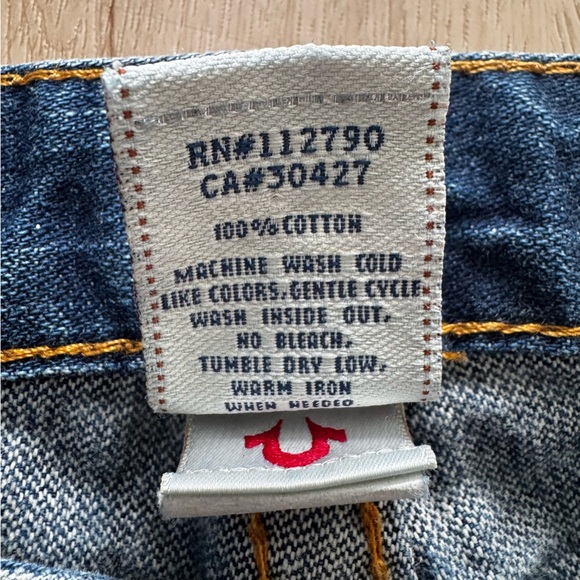 RN#112790
CA#30427
100% COTTON
MACHINE WASH COLD
LIKE COLORS.GENTLE CYCLE
WASH INSIDE OUT.
NO BLEACH.
TUMBLE DRY LOW.
WARM IRON
WHEN NEEDED